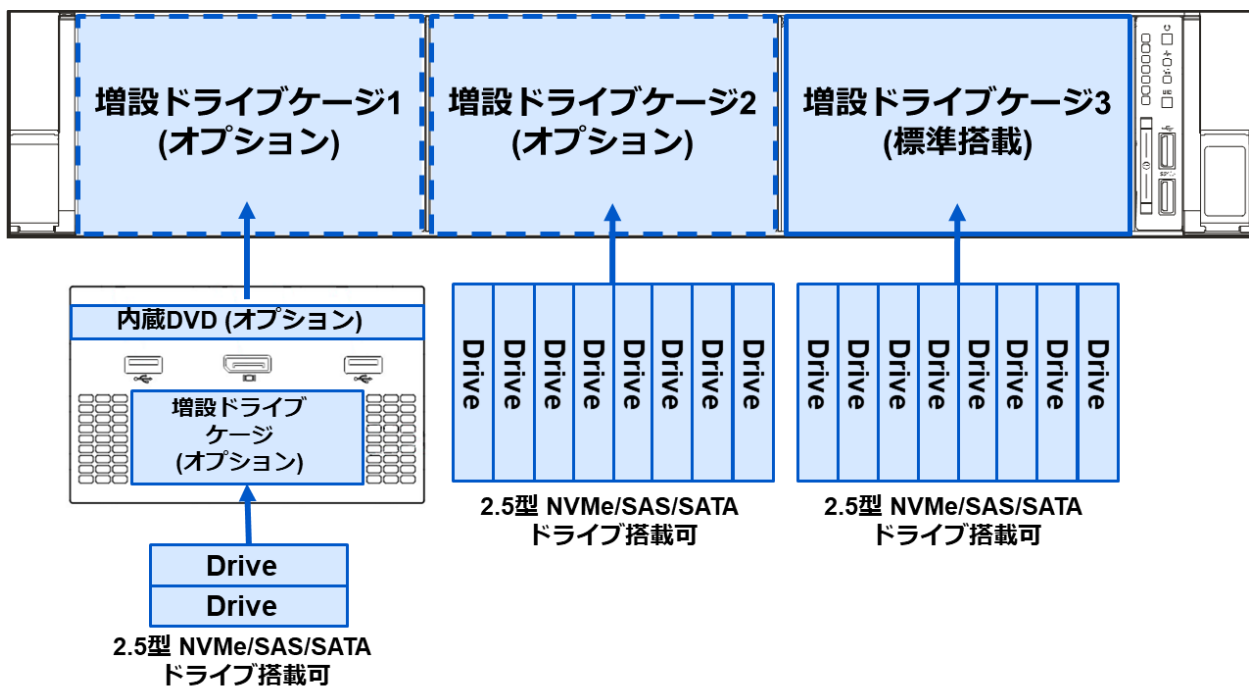 増設ドライブケージ1
(オプション)
増設ドライブケージ2
(オプション)
増設ドライブケージ3
(標準搭載)
内蔵DVD (オプション)
増設ドライブ
ケージ
(オプション)
Drive
Drive
2.5型 NVMe/SAS/SATA
ドライブ搭載可
Drive
Drive
Drive
Drive
Drive
Drive
Drive
Drive
2.5型 NVMe/SAS/SATA
ドライブ搭載可
Drive
Drive
Drive
Drive
Drive
Drive
Drive
Drive
2.5型 NVMe/SAS/SATA
ドライブ搭載可